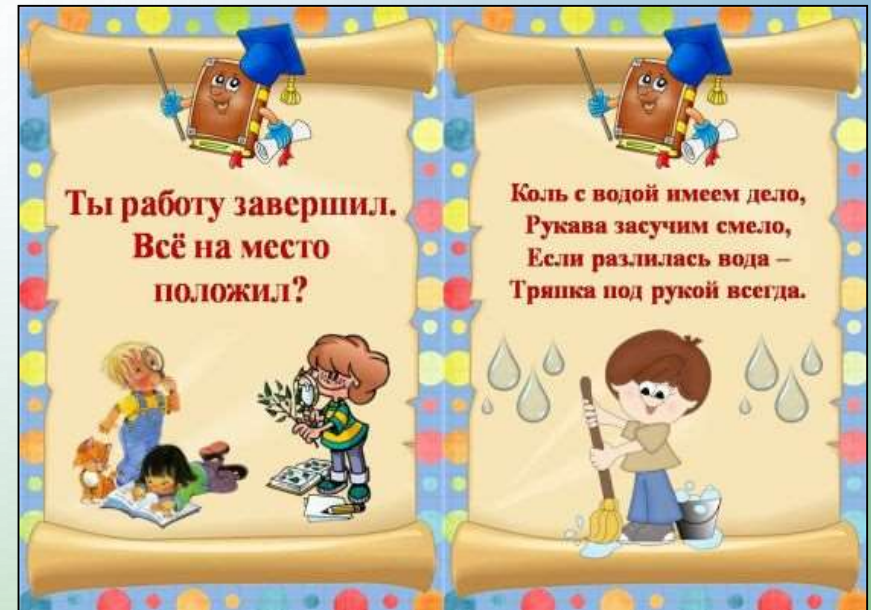 Ты работу завершил.
Всё на место
положил?
Коль с водой имеем дело,
Рукава засучим смело,
Если разлилась вода –
Тряпка под рукой всегда.